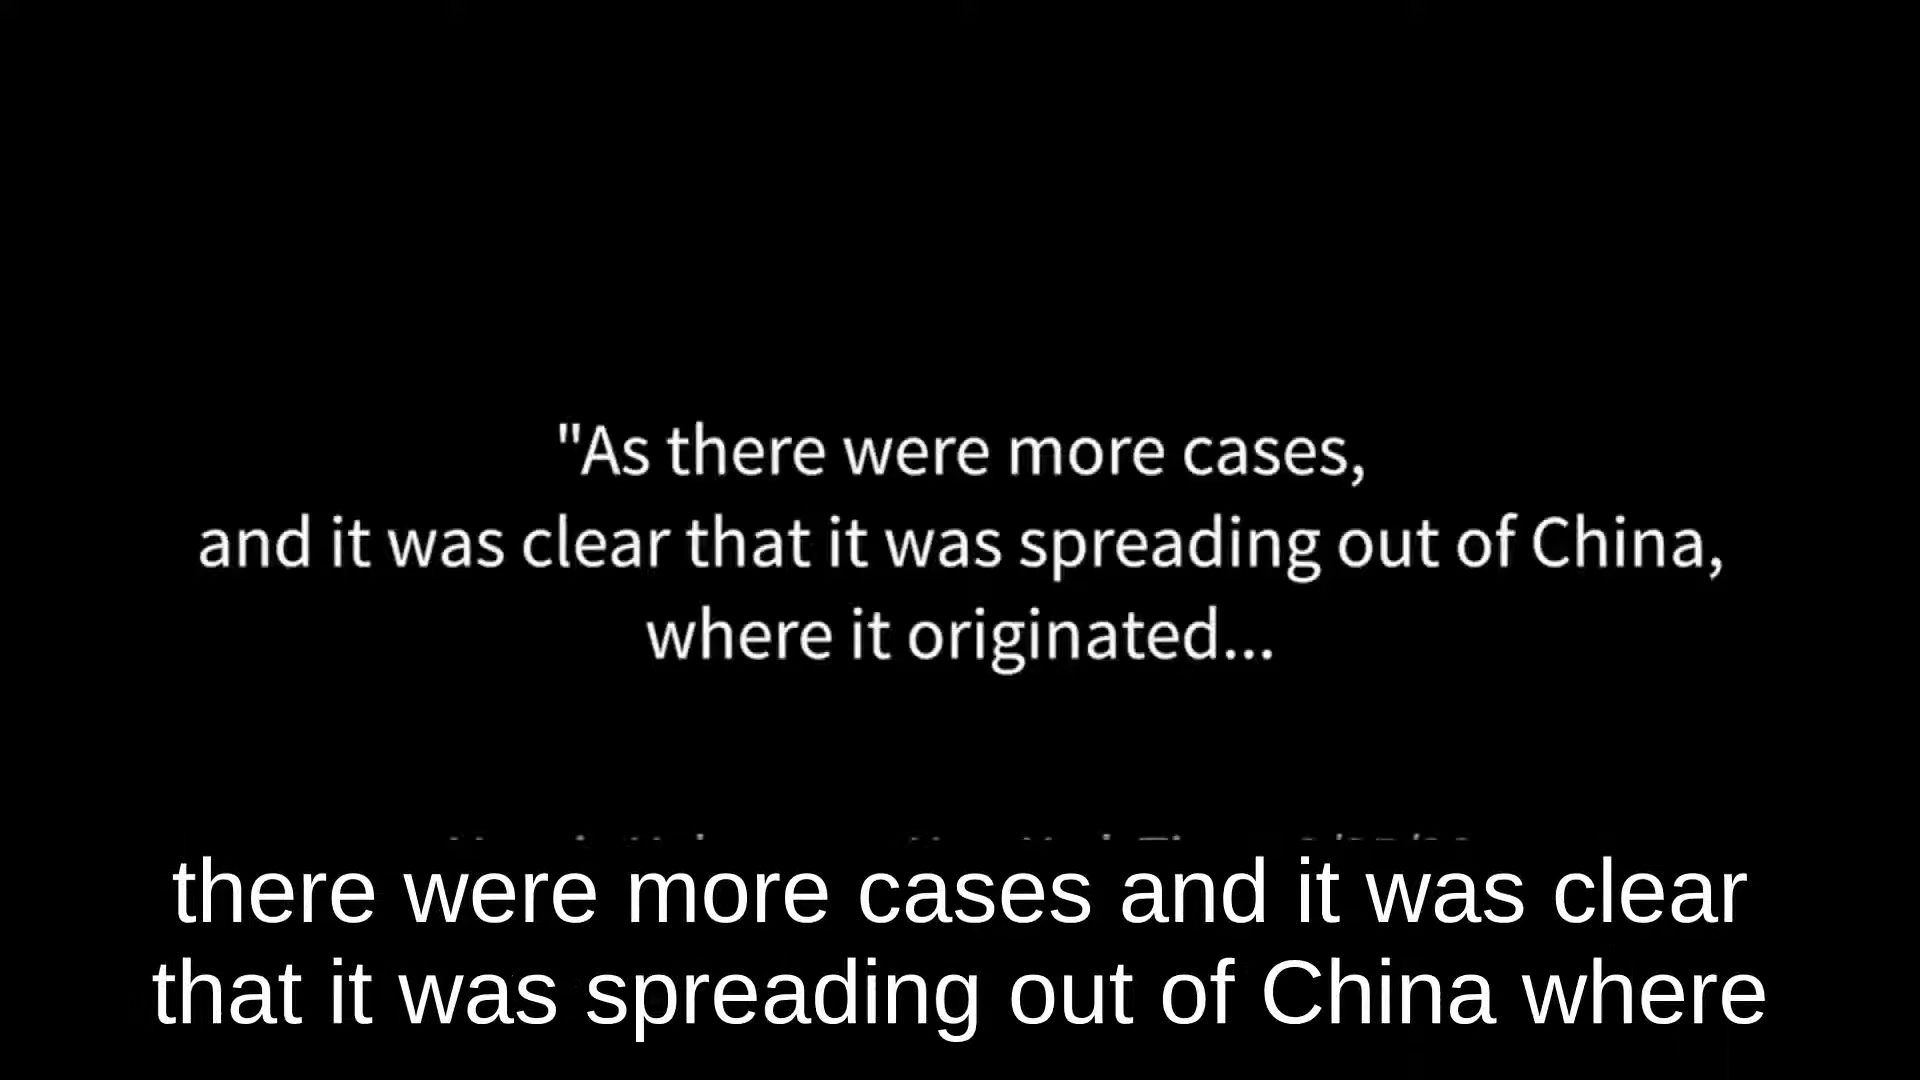 "As there were more cases,
and it was clear that it was spreading out of China,
where it originated...
there were more cases and it was clear
that it was spreading out of China where